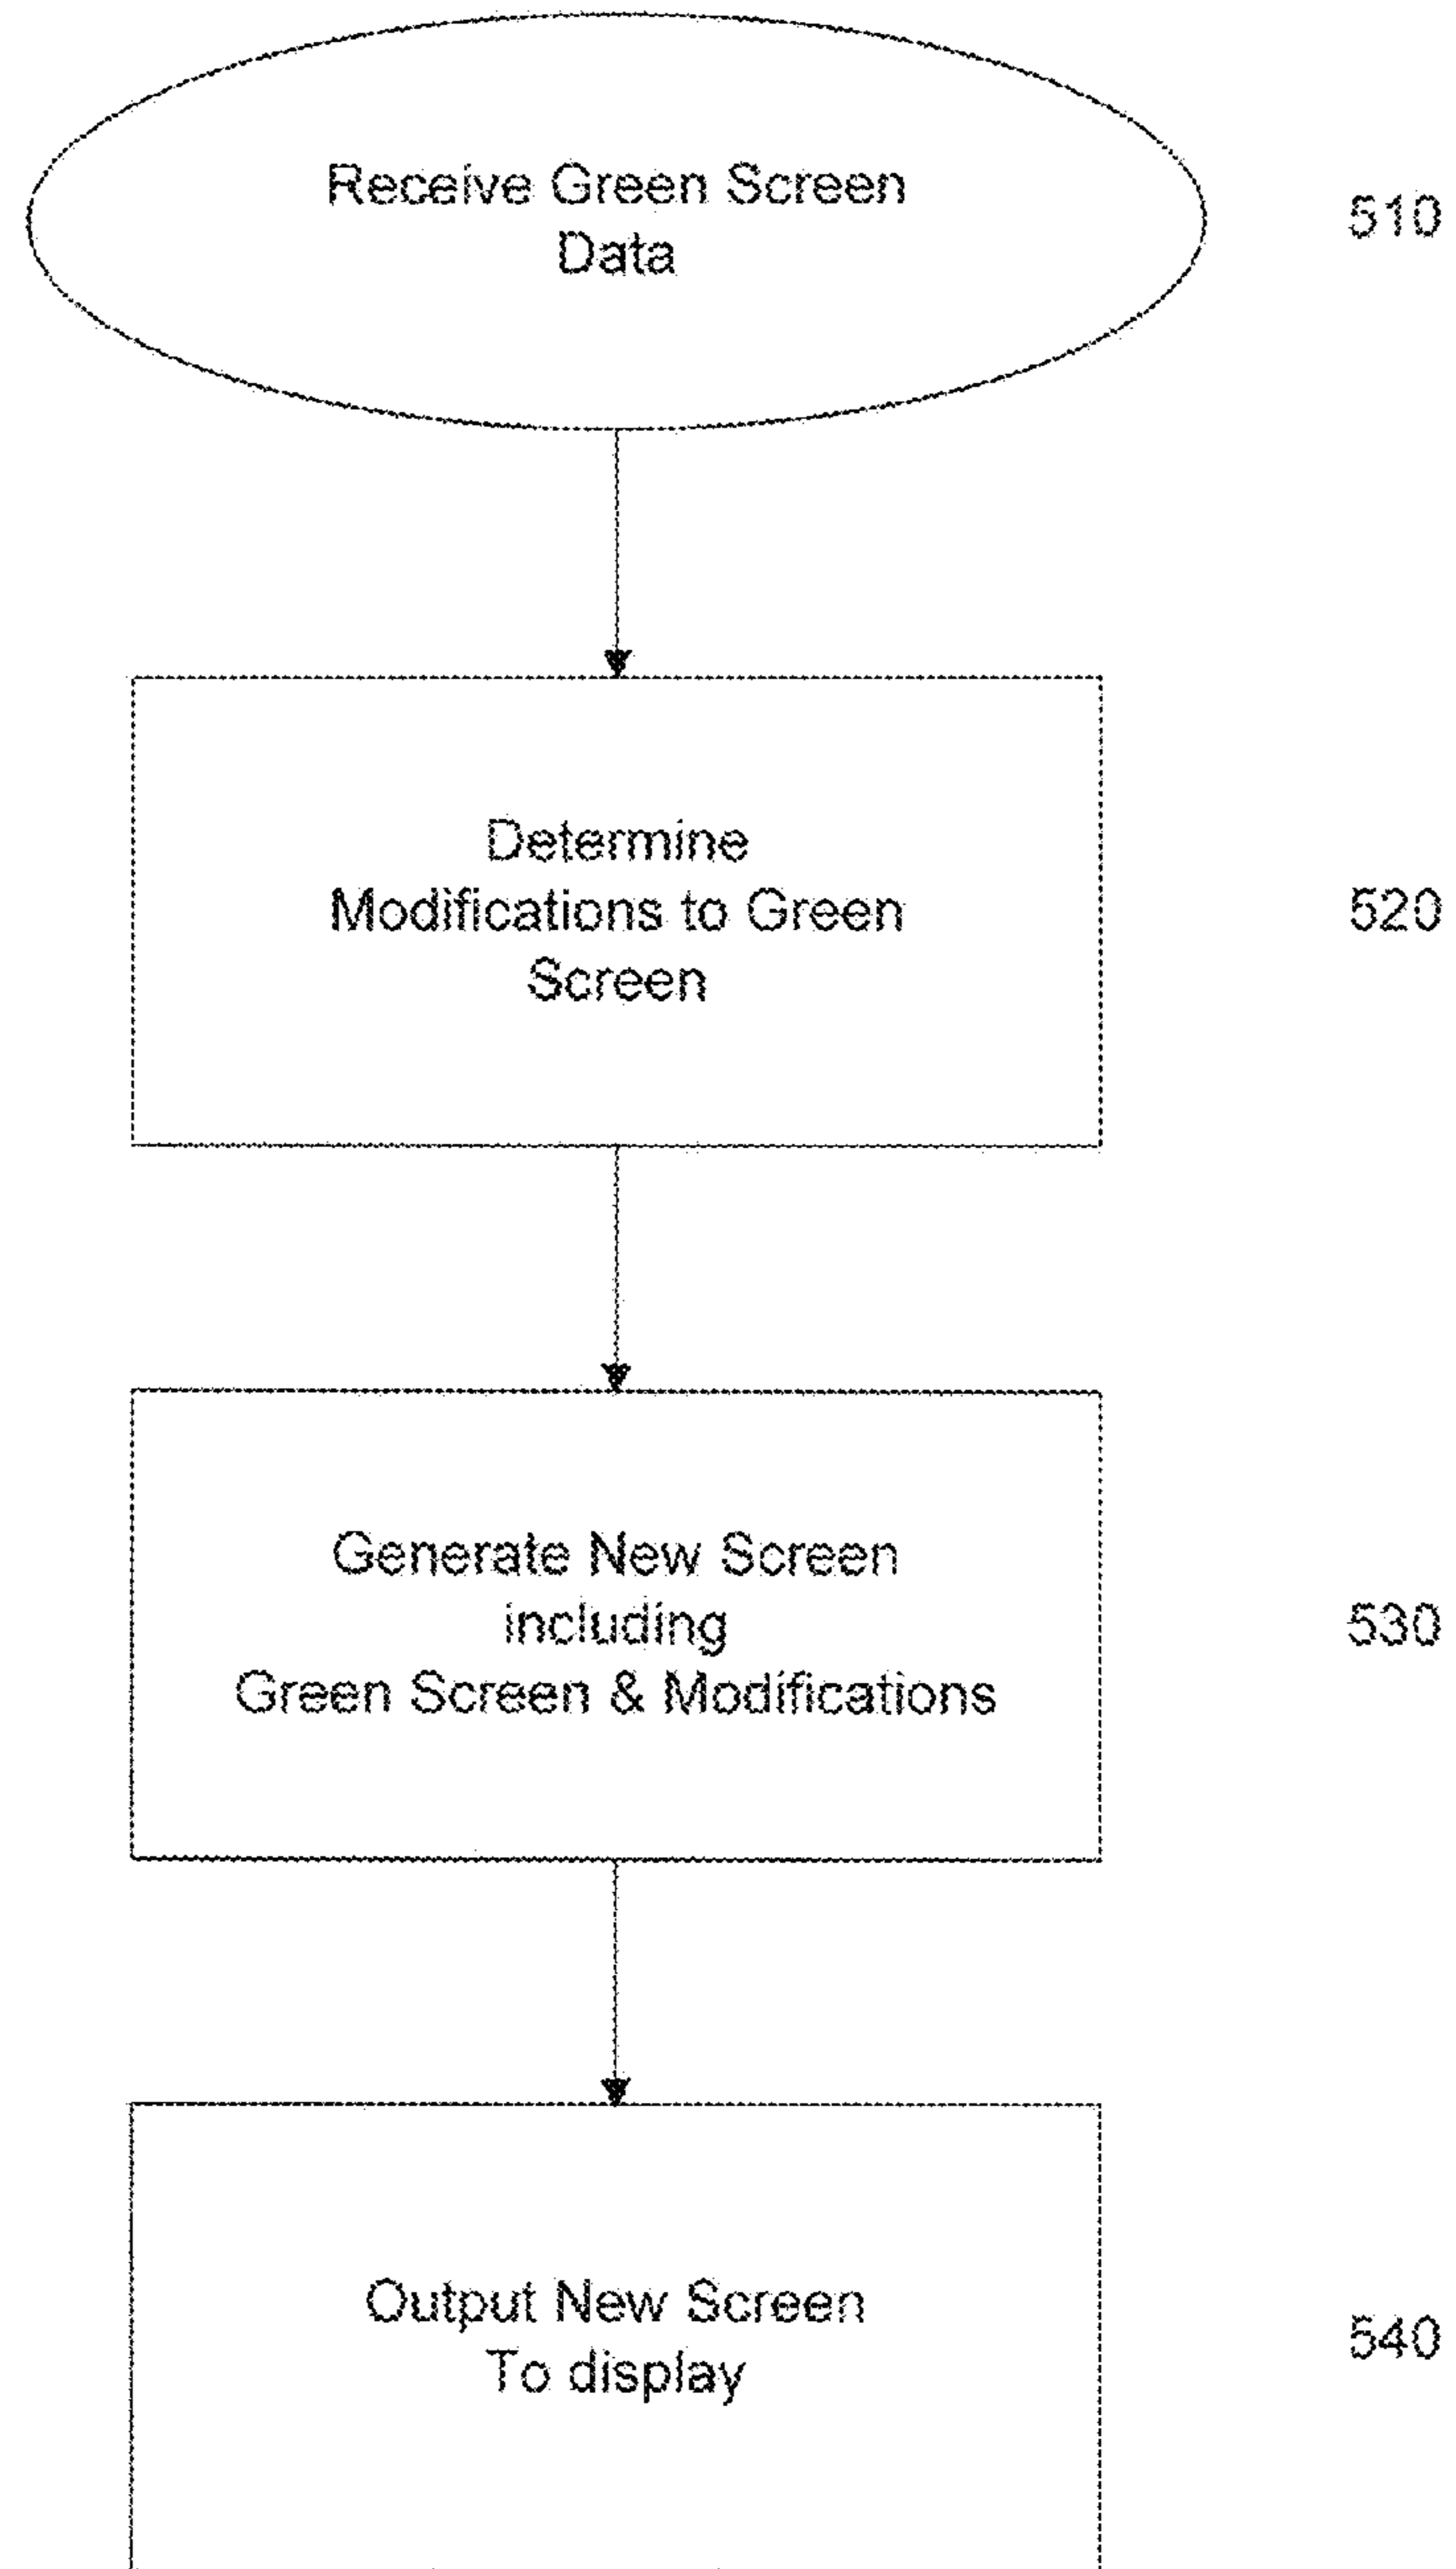 Receive Green Screen
Data
510
Determine
Modifications to Green
Screen
520
Generate New Screen
including
Green Screen & Modifications
530
Output New Screen
To display
540